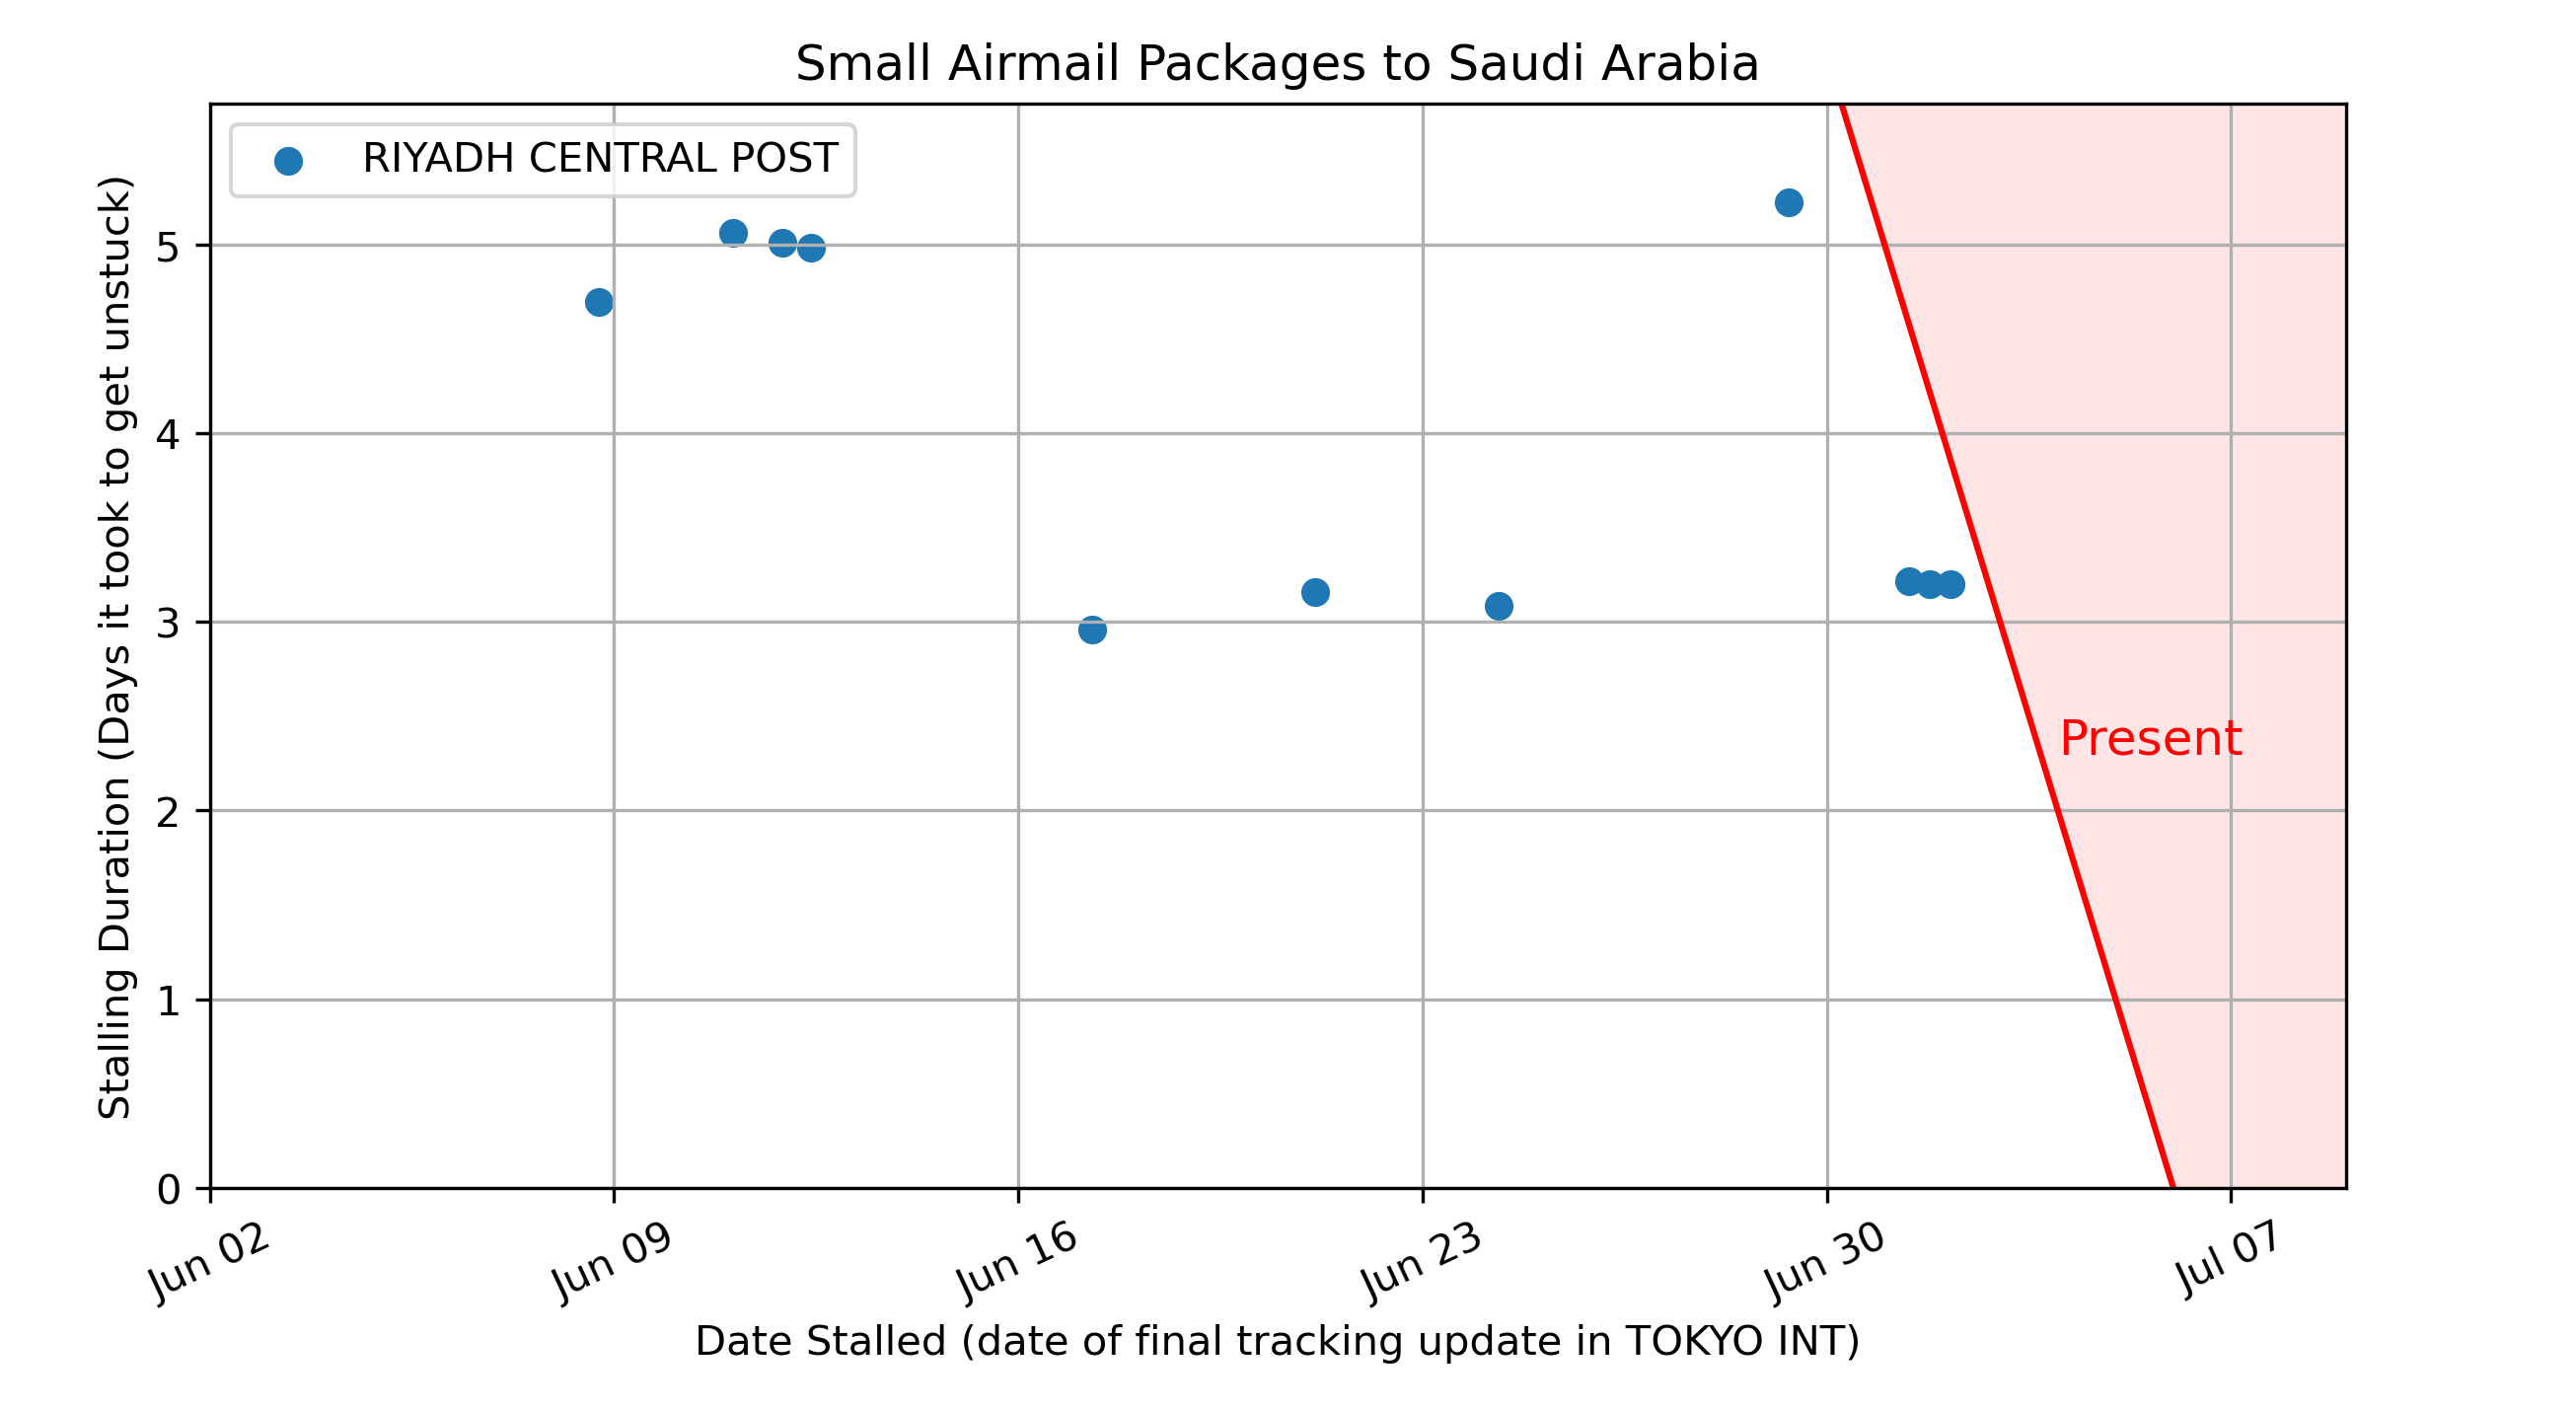 Small Airmail Packages to Saudi Arabia
RIYADH CENTRAL POST
Stalling Duration (Days it took to get unstuck)
5
4
3
2
1
0
Present
Jun 02
Jun 09
Jun 16
Jun 23
Jun 30
Jul 07
Date Stalled (date of final tracking update in TOKYO INT)